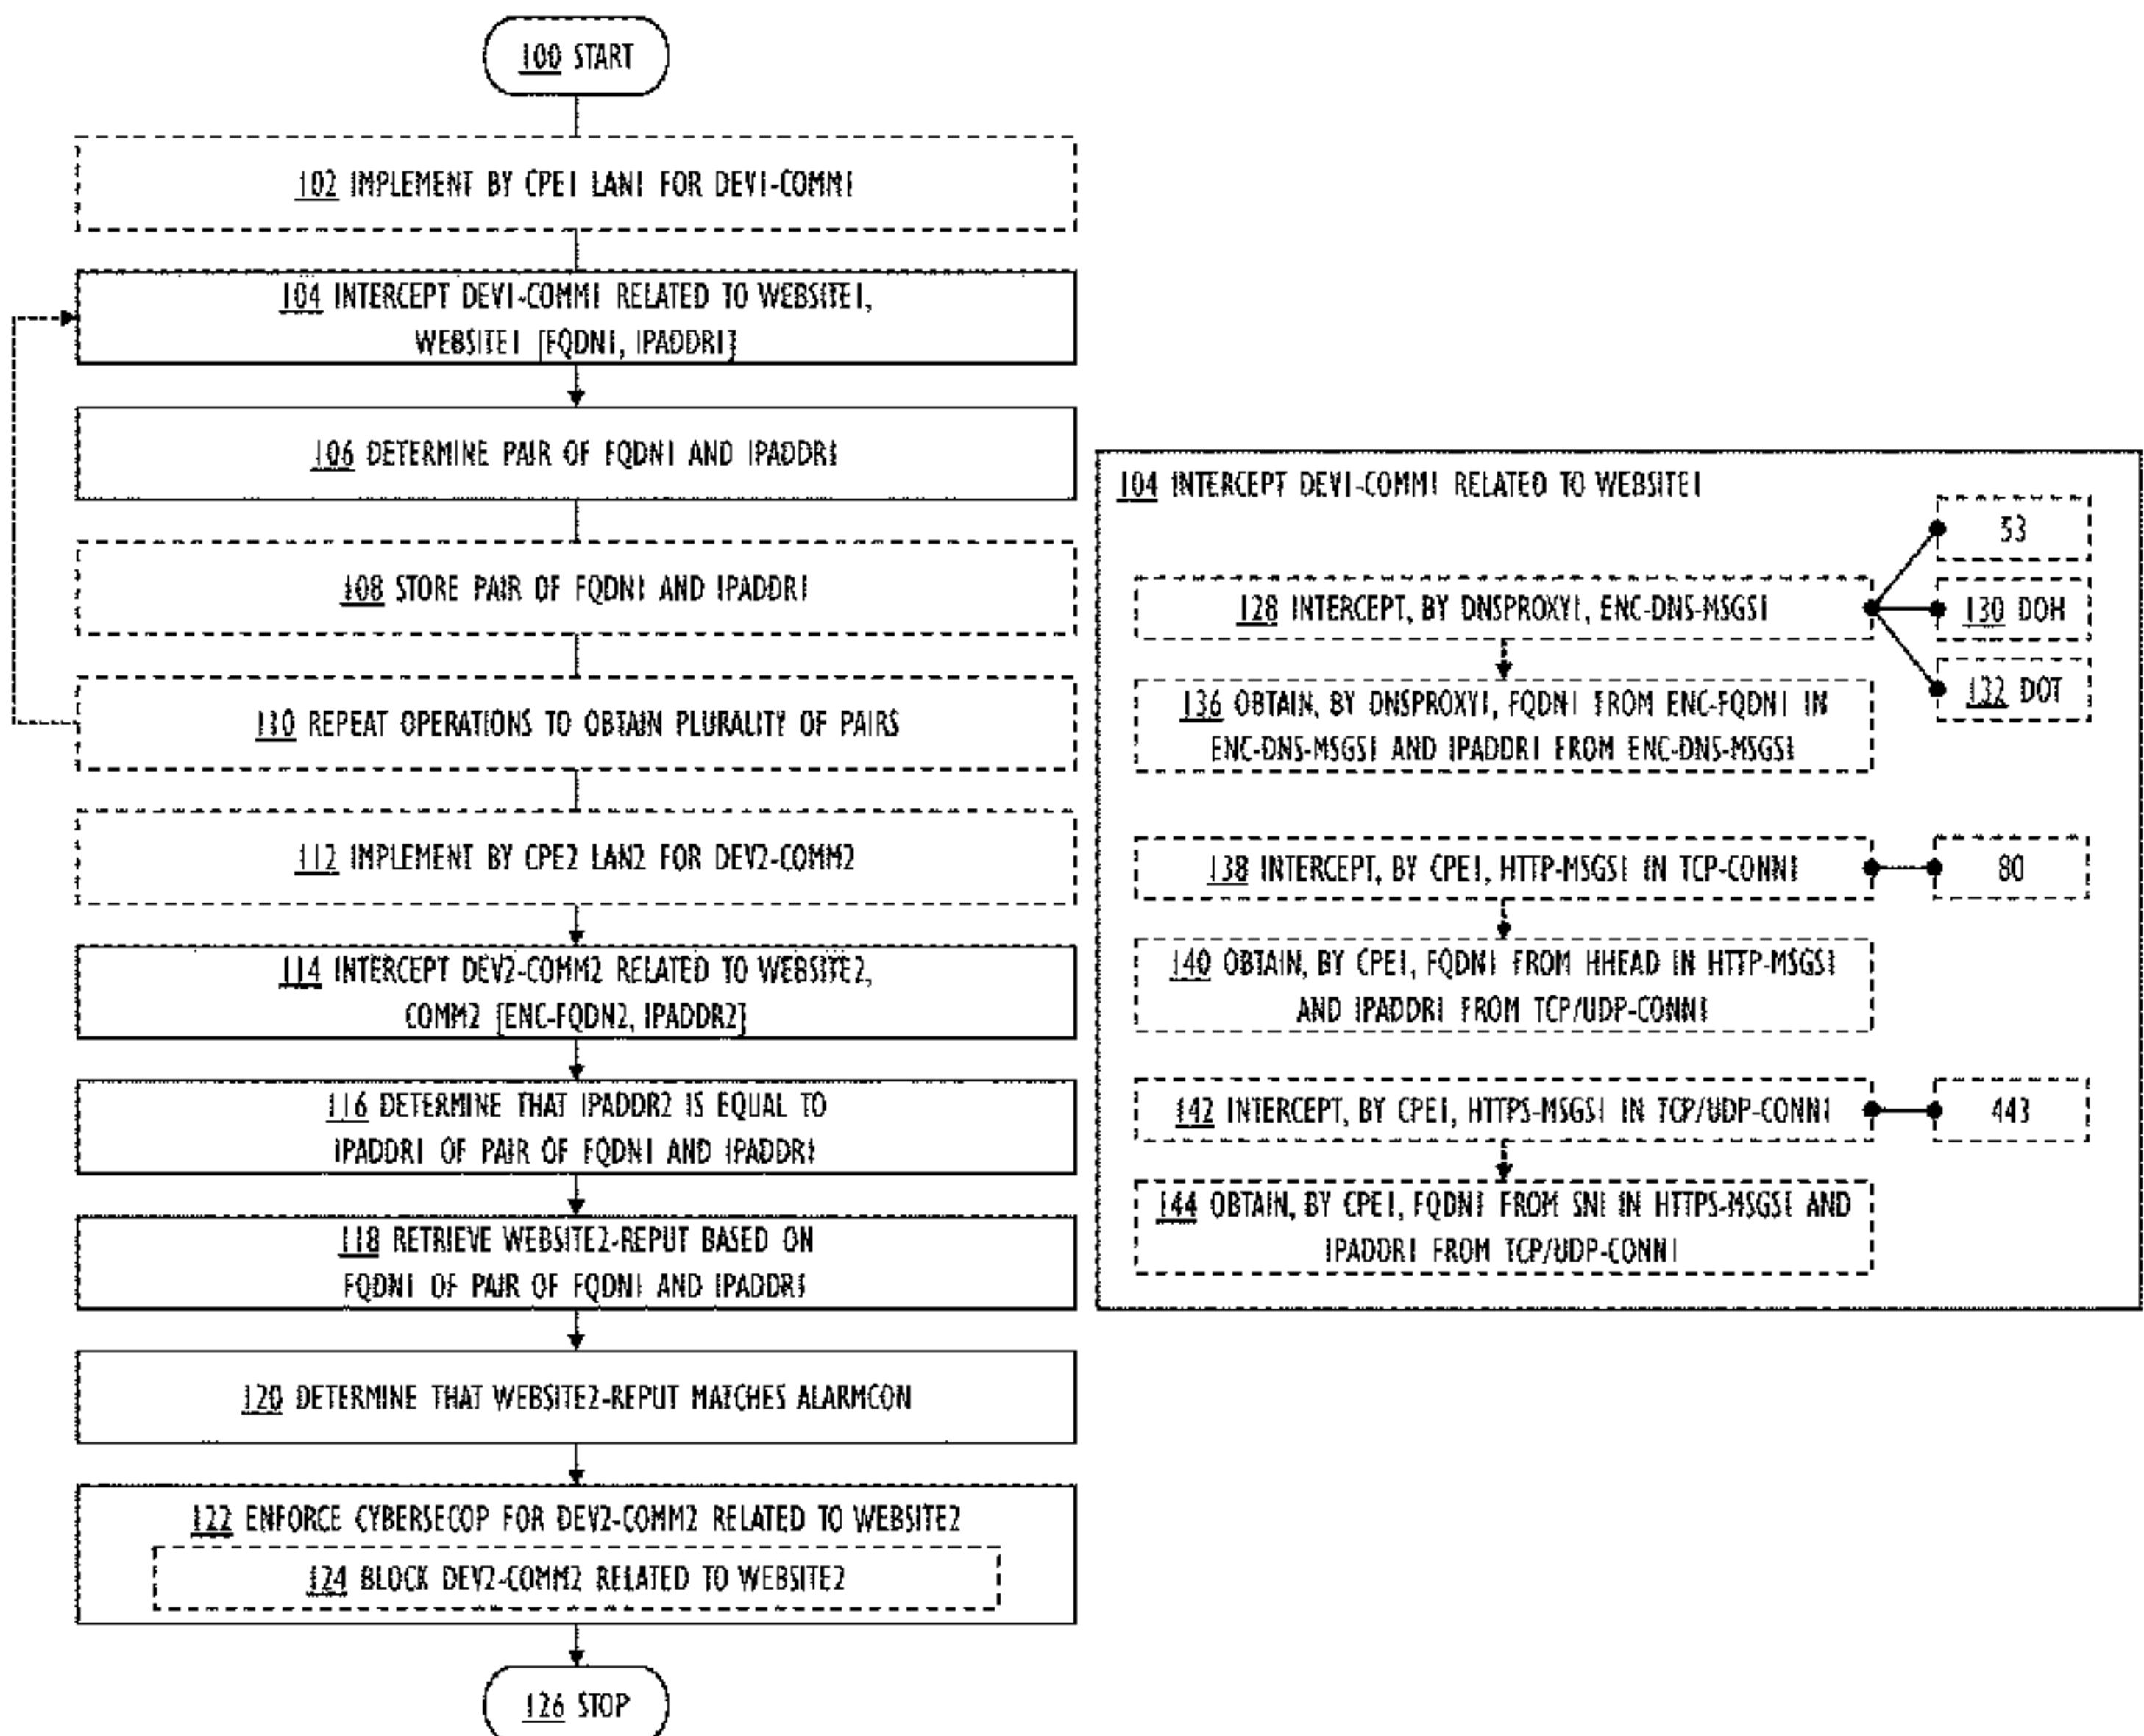 100 START
102 IMPLEMENT BY CPE1 LAN1 FOR DEV1-COMM1
104 INTERCEPT DEV1-COMM1 RELATED TO WEBSITE1,
WEBSITE1 [FQDN1, IPADDR1]
106 DETERMINE PAIR OF FQDN1 AND IPADDR1
108 STORE PAIR OF FQDN1 AND IPADDR1
110 REPEAT OPERATIONS TO OBTAIN PLURALITY OF PAIRS
112 IMPLEMENT BY CPE2 LAN2 FOR DEV2-COMM2
114 INTERCEPT DEV2-COMM2 RELATED TO WEBSITE2,
COMM2 [ENC-FQDN2, IPADDR2]
116 DETERMINE THAT IPADDR2 IS EQUAL TO
IPADDR1 OF PAIR OF FQDN1 AND IPADDR1
118 RETRIEVE WEBSITE2-REPUT BASED ON
FQDN1 OF PAIR OF FQDN1 AND IPADDR1
120 DETERMINE THAT WEBSITE2-REPUT MATCHES ALARMCON
122 ENFORCE CYBERSECOP FOR DEV2-COMM2 RELATED TO WEBSITE2
124 BLOCK DEV2-COMM2 RELATED TO WEBSITE2
126 STOP
104 INTERCEPT DEV1-COMM1 RELATED TO WEBSITE1
53
128 INTERCEPT, BY DNSPROXY1, ENC-DNS-MSGS1
130 DOH
132 DOT
136 OBTAIN, BY DNSPROXY1, FQDN1 FROM ENC-FQDN1 IN
ENC-DNS-MSGS1 AND IPADDR1 FROM ENC-DNS-MSGS1
138 INTERCEPT, BY CPE1, HTTP-MSGS1 IN TCP-CONN1
80
140 OBTAIN, BY CPE1, FQDN1 FROM HHEAD IN HTTP-MSGS1
AND IPADDR1 FROM TCP/UDP-CONN1
142 INTERCEPT, BY CPE1, HTTPS-MSGS1 IN TCP/UDP-CONN1
443
144 OBTAIN, BY CPE1, FQDN1 FROM SNI IN HTTPS-MSGS1 AND
IPADDR1 FROM TCP/UDP-CONN1